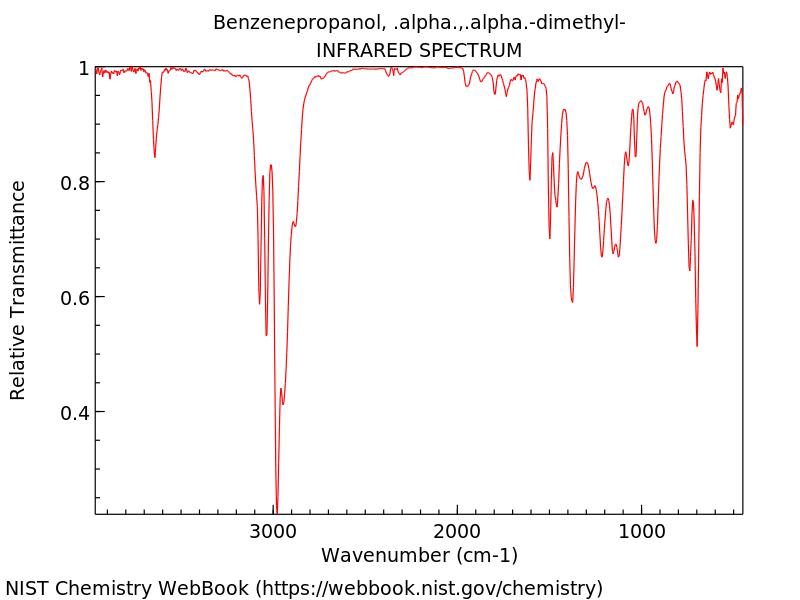 Benzenepropanol, .alpha.,.alpha.-dimethyl-
INFRARED SPECTRUM
1
0.8
0.6
0.4
Relative Transmittance
3000 2000 1000
Wavenumber (cm-1)
NIST Chemistry WebBook (https://webbook.nist.gov/chemistry)